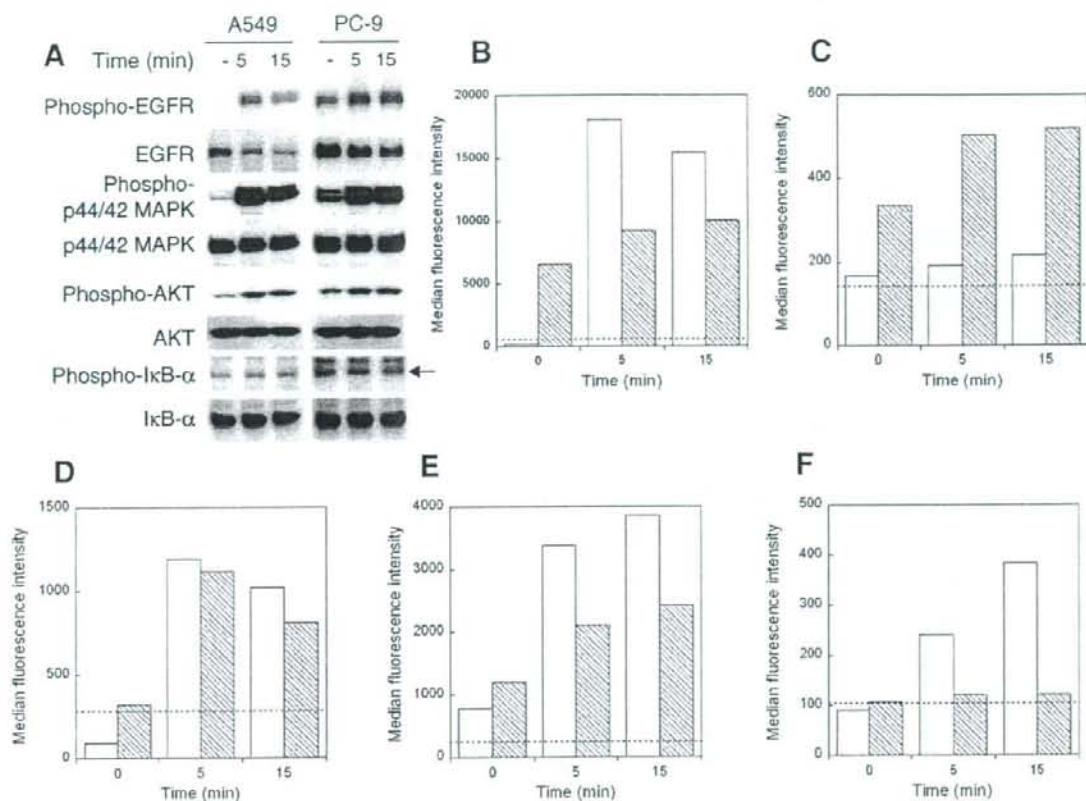 A
A549 PC-9
Time (min) - 5 15 - 5 15
Phospho-EGFR
EGFR
Phospho-
p44/42 MAPK
p44/42 MAPK
Phospho-AKT
AKT
Phospho-IκB-α
IκB-α
B
Median fluorescence intensity
20000
15000
10000
5000
0
0 5 15
Time (min)
C
Median fluorescence intensity
600
400
200
0
0 5 15
Time (min)
D
Median fluorescence intensity
1500
1000
500
0
0 5 15
Time (min)
E
Median fluorescence intensity
4000
3000
2000
1000
0
0 5 15
Time (min)
F
Median fluorescence intensity
500
400
300
200
100
0
0 5 15
Time (min)